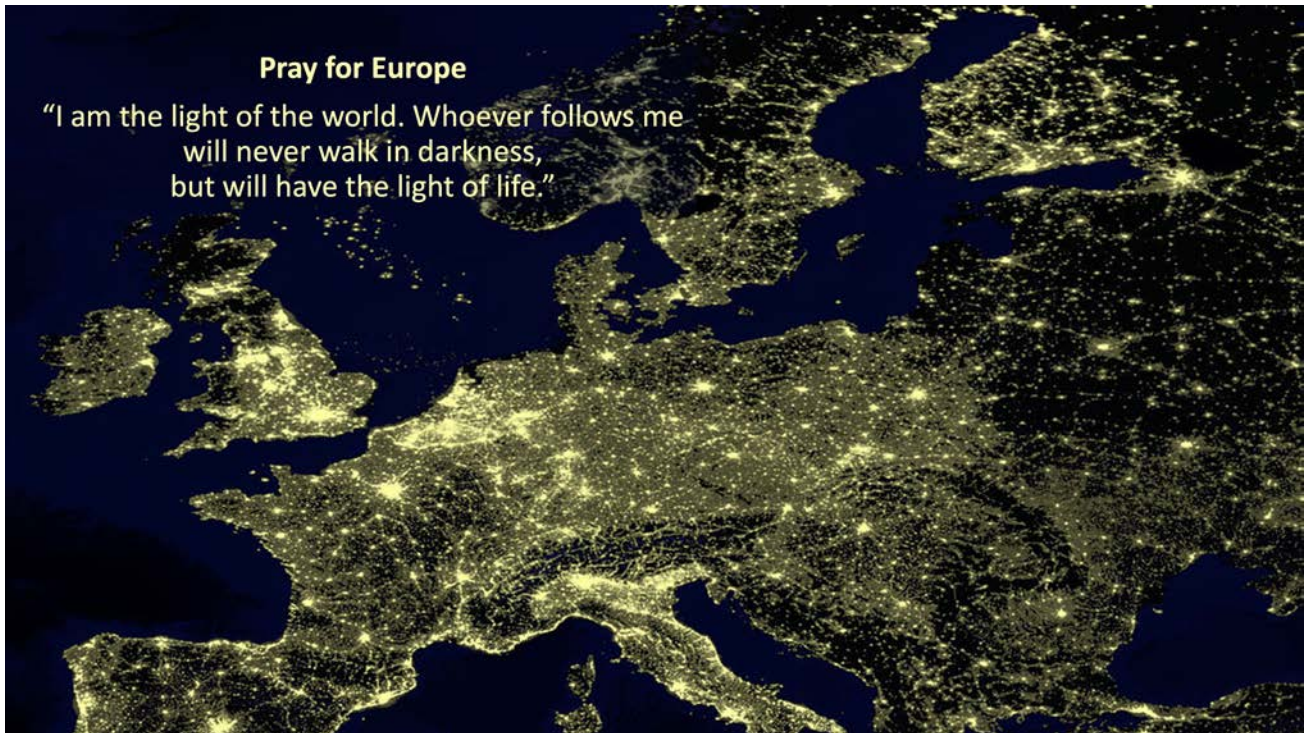 Pray for Europe
“I am the light of the world. Whoever follows me
will never walk in darkness,
but will have the light of life.”